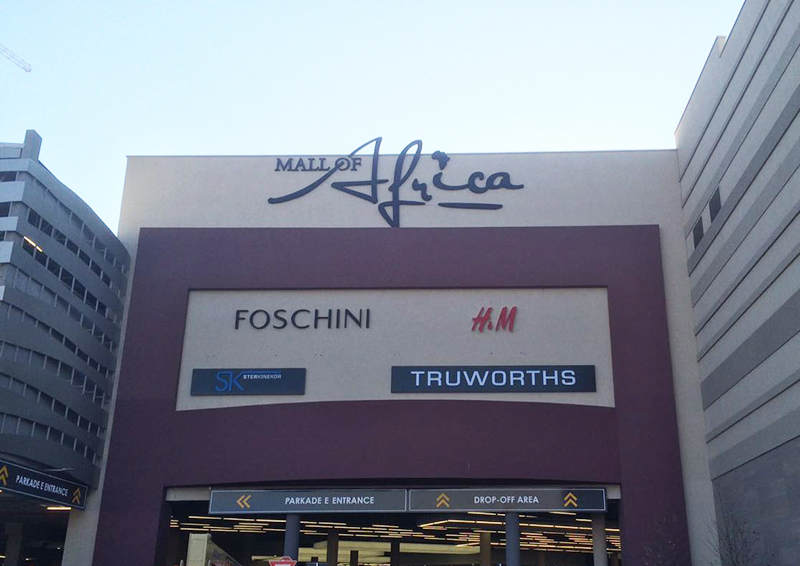 MALL OF Africa
FOSCHINI
H&M
SK STERKINEKOR
TRUWORTHS
PARKADE E ENTRANCE
PARKADE E ENTRANCE
DROP-OFF AREA